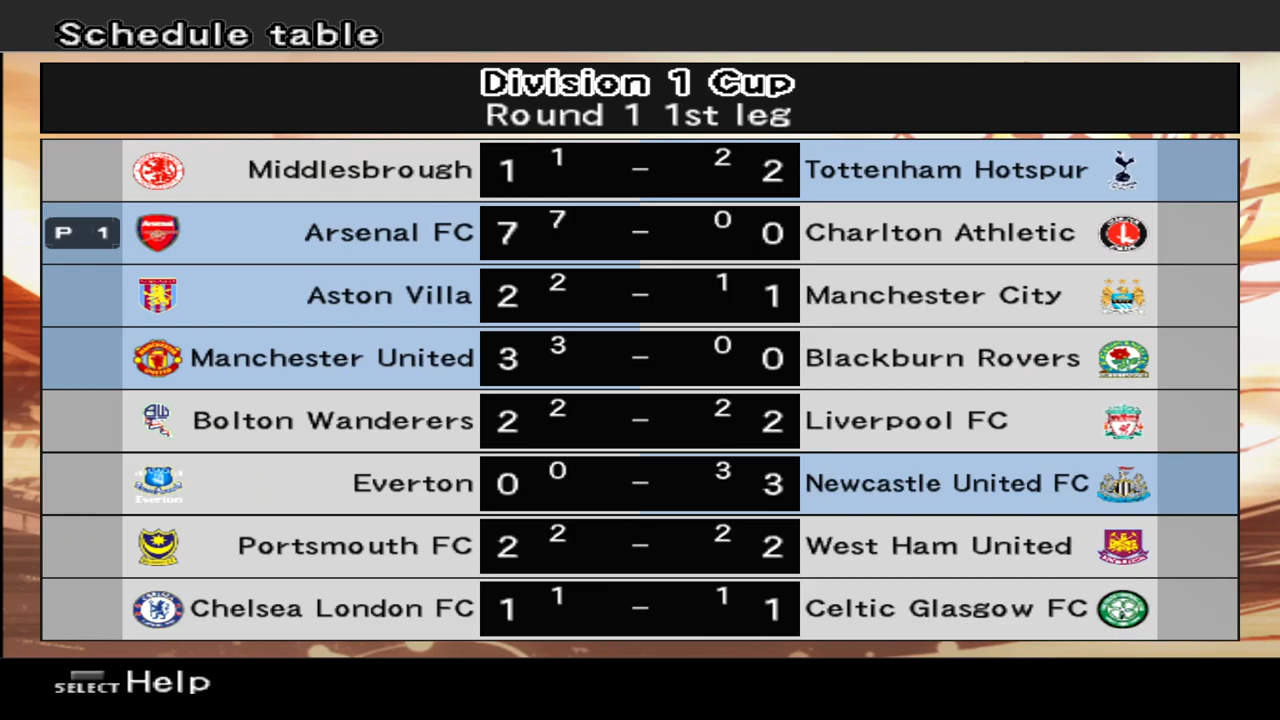 Schedule table
Division 1 Cup
Round 1 1st leg
Middlesbrough 1 1 – 2 2 Tottenham Hotspur
P 1 Arsenal FC 7 7 – 0 0 Charlton Athletic
Aston Villa 2 2 – 1 1 Manchester City
Manchester United 3 3 – 0 0 Blackburn Rovers
Bolton Wanderers 2 2 – 2 2 Liverpool FC
Everton 0 0 – 3 3 Newcastle United FC
Portsmouth FC 2 2 – 2 2 West Ham United
Chelsea London FC 1 1 – 1 1 Celtic Glasgow FC
SELECT Help